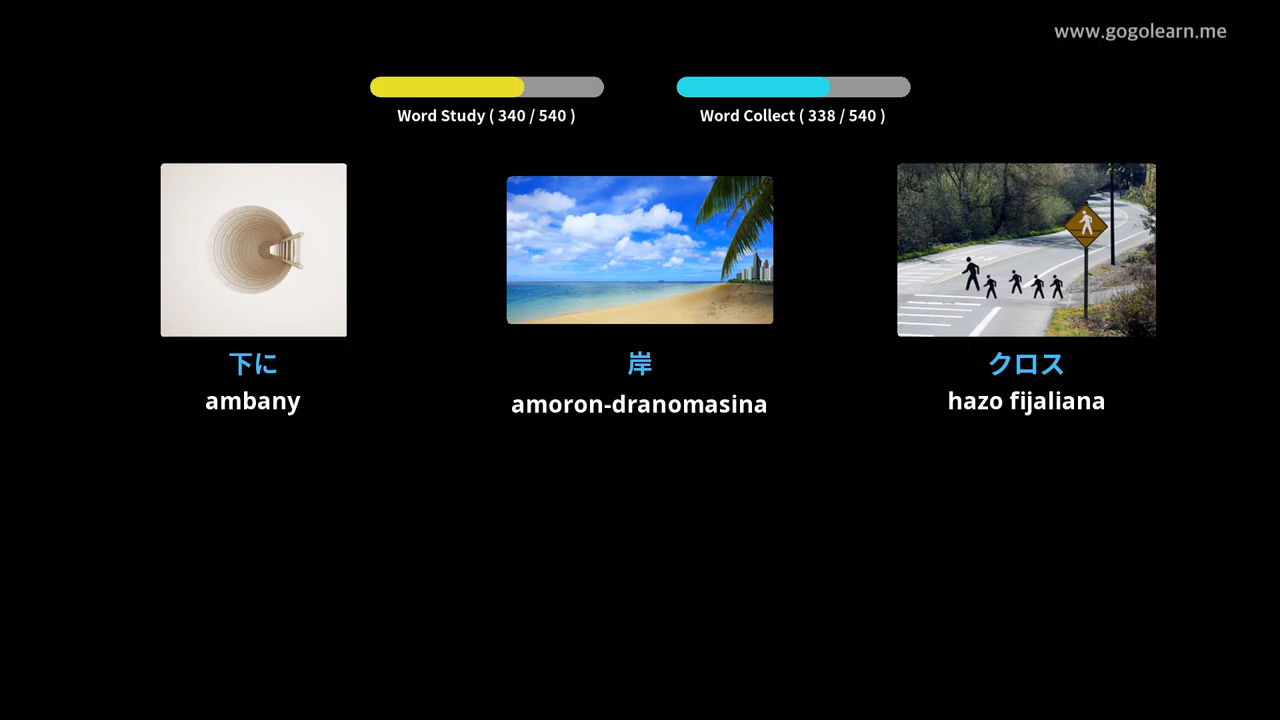 www.gogolearn.me
Word Study ( 340 / 540 )
Word Collect ( 338 / 540 )
下に
ambany
岸
amoron-dranomasina
クロス
hazo fijaliana